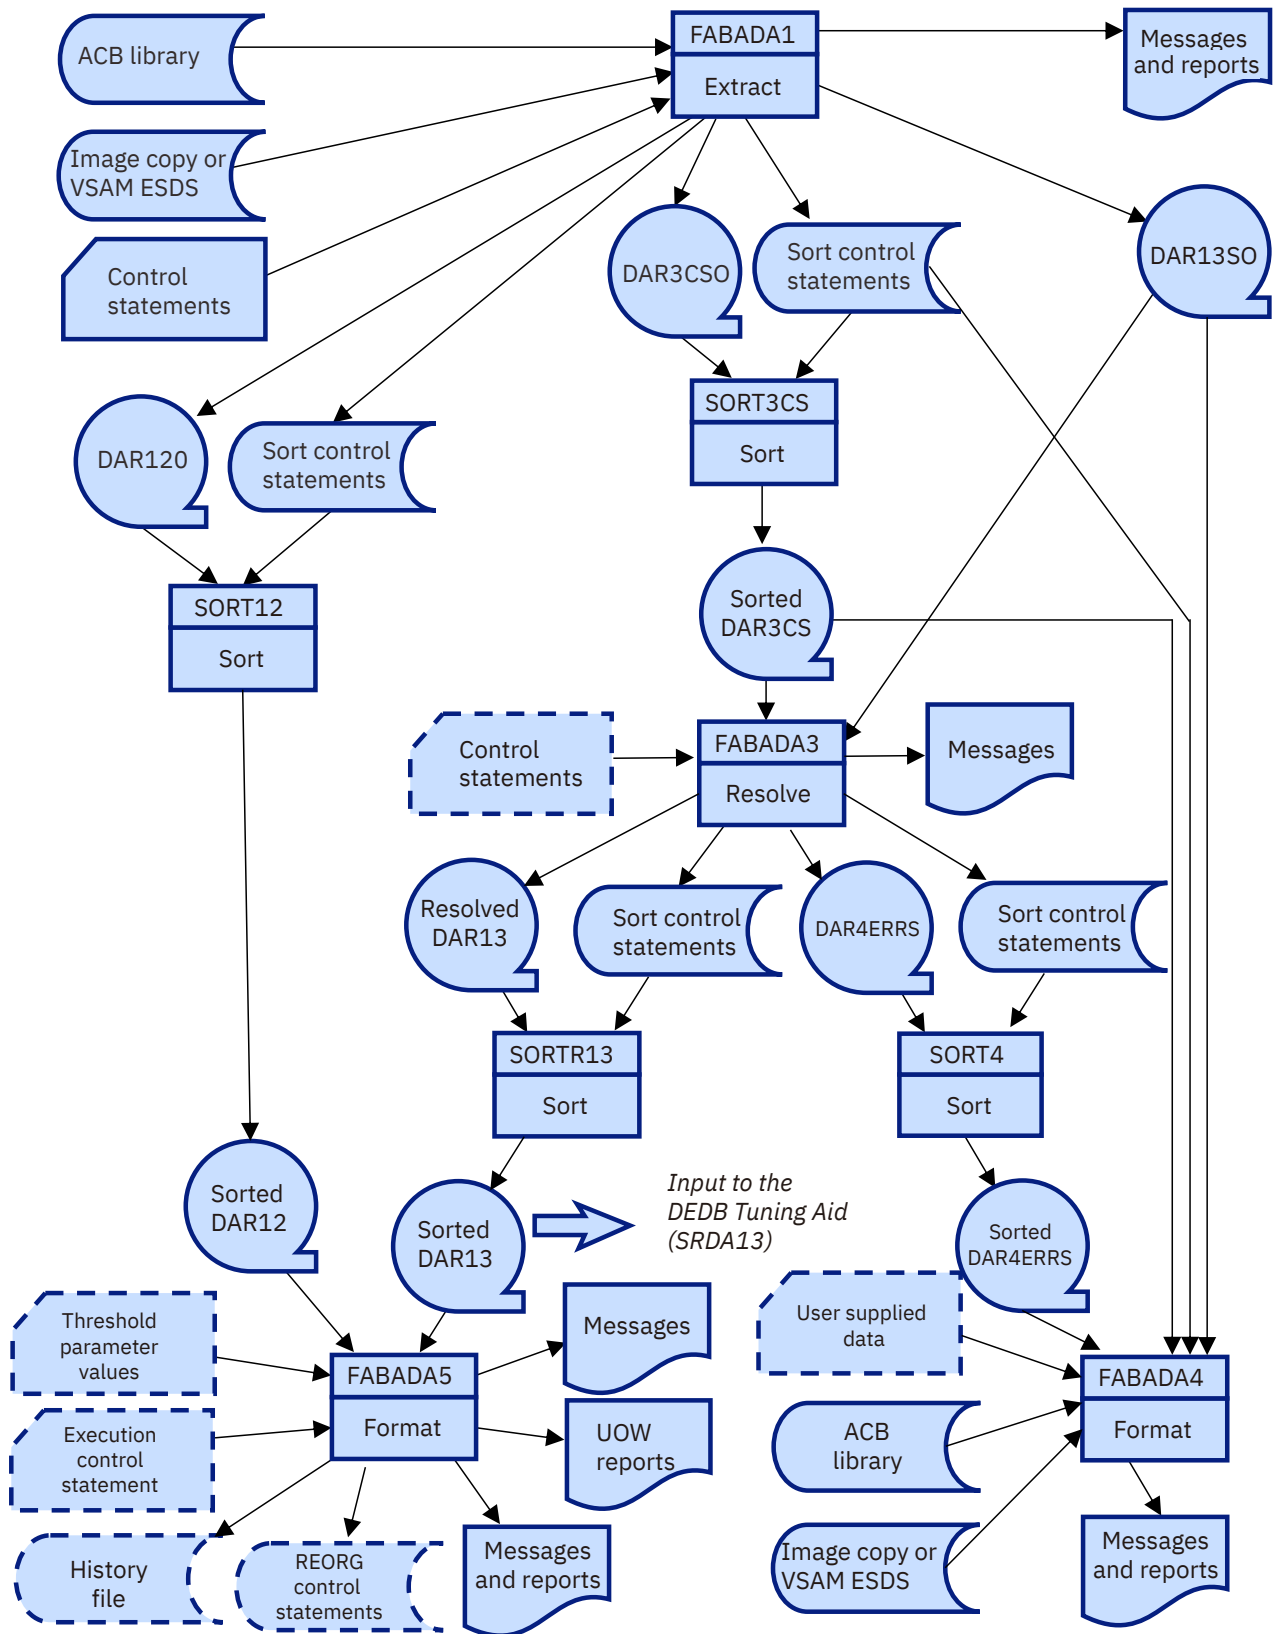 ACB library
FABADA1
Extract
Messages
and reports
Image copy or
VSAM ESDS
Control
statements
DAR3CSO
Sort control
statements
DAR13SO
DAR120
Sort control
statements
SORT3CS
Sort
SORT12
Sort
Sorted
DAR3CS
Control
statements
FABADA3
Resolve
Messages
Resolved
DAR13
Sort control
statements
DAR4ERRS
Sort control
statements
SORTR13
Sort
SORT4
Sort
Sorted
DAR12
Sorted
DAR13
Input to the
DEDB Tuning Aid
(SRDA13)
Sorted
DAR4ERRS
Threshold
parameter
values
FABADA5
Format
Messages
User supplied
data
FABADA4
Format
Execution
control
statement
UOW
reports
ACB
library
History
file
REORG
control
statements
Messages
and reports
Image copy or
VSAM ESDS
Messages
and reports